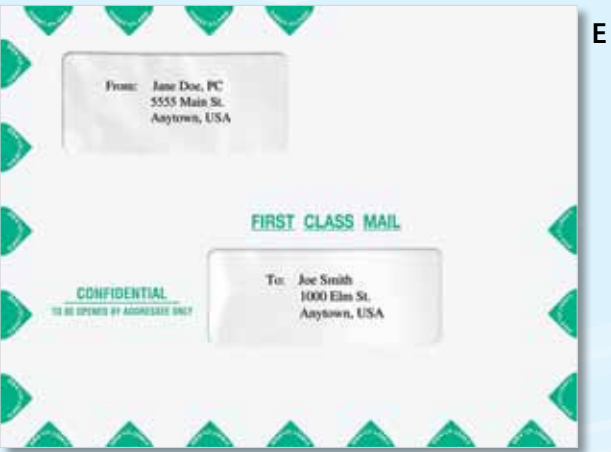 E
From: Jane Doe, PC
5555 Main St.
Anytown, USA
FIRST CLASS MAIL
To: Joe Smith
1000 Elm St.
Anytown, USA
CONFIDENTIAL
TO BE OPENED BY ADDRESSEE ONLY